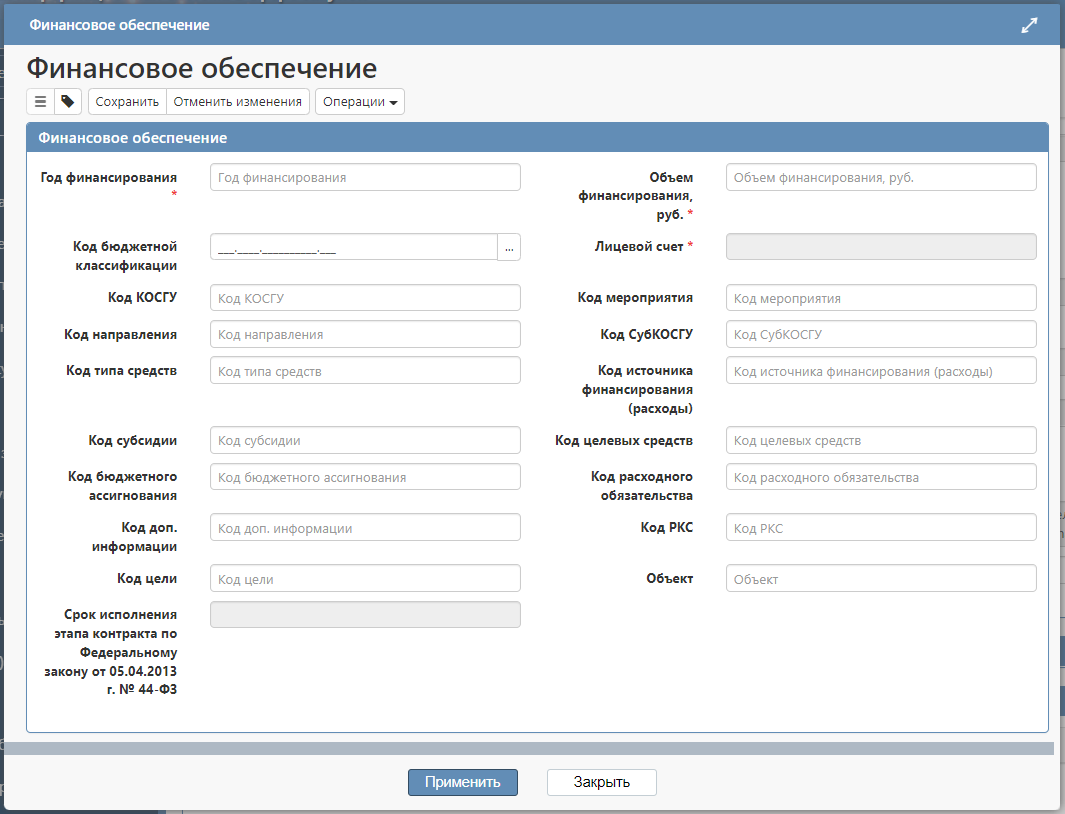 Финансовое обеспечение
Финансовое обеспечение
Сохранить Отменить изменения Операции
Финансовое обеспечение
Год финансирования * Год финансирования
Объем финансирования, руб. * Объем финансирования, руб.
Код бюджетной классификации ___.____.__________.___ ...
Лицевой счет *
Код КОСГУ Код КОСГУ
Код мероприятия Код мероприятия
Код направления Код направления
Код СубКОСГУ Код СубКОСГУ
Код типа средств Код типа средств
Код источника финансирования (расходы) Код источника финансирования (расходы)
Код субсидии Код субсидии
Код целевых средств Код целевых средств
Код бюджетного ассигнования Код бюджетного ассигнования
Код расходного обязательства Код расходного обязательства
Код доп. информации Код доп. информации
Код РКС Код РКС
Код цели Код цели
Объект Объект
Срок исполнения
этапа контракта по
Федеральному
закону от 05.04.2013
г. № 44-ФЗ
Применить Закрыть